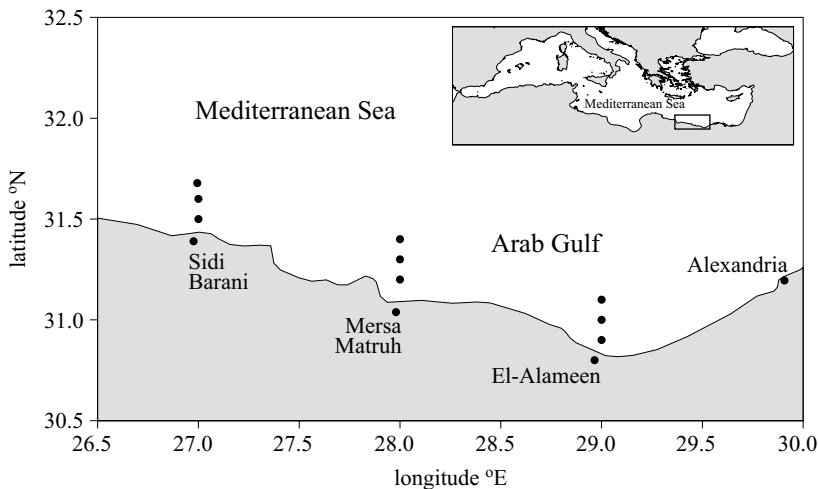 32.5
32.0
31.5
31.0
30.5
latitude ºN
Mediterranean Sea
Mediterranean Sea
Arab Gulf
Alexandria
Sidi
Barani
Mersa
Matruh
El-Alameen
26.5 27.0 27.5 28.0 28.5 29.0 29.5 30.0
longitude ºE